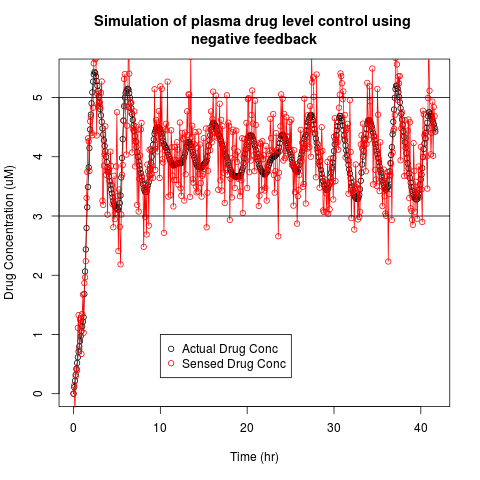 Simulation of plasma drug level control using
negative feedback
Drug Concentration (uM)
5
4
3
2
1
0
Actual Drug Conc
Sensed Drug Conc
0 10 20 30 40
Time (hr)